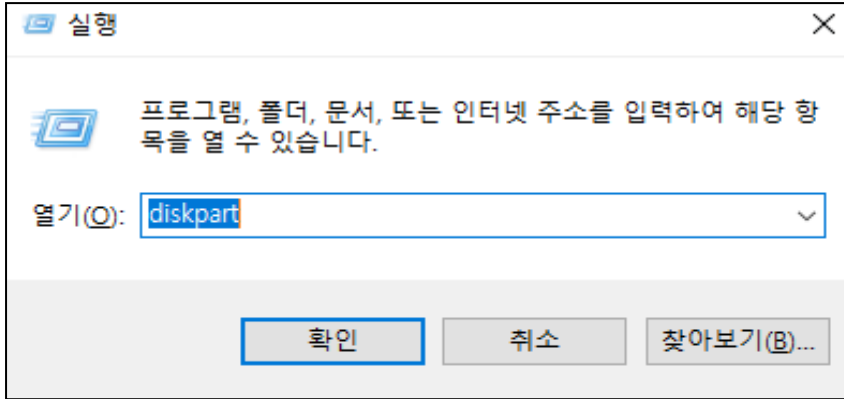 실행
프로그램, 폴더, 문서, 또는 인터넷 주소를 입력하여 해당 항
목을 열 수 있습니다.
열기(O): diskpart
확인 취소 찾아보기(B)...